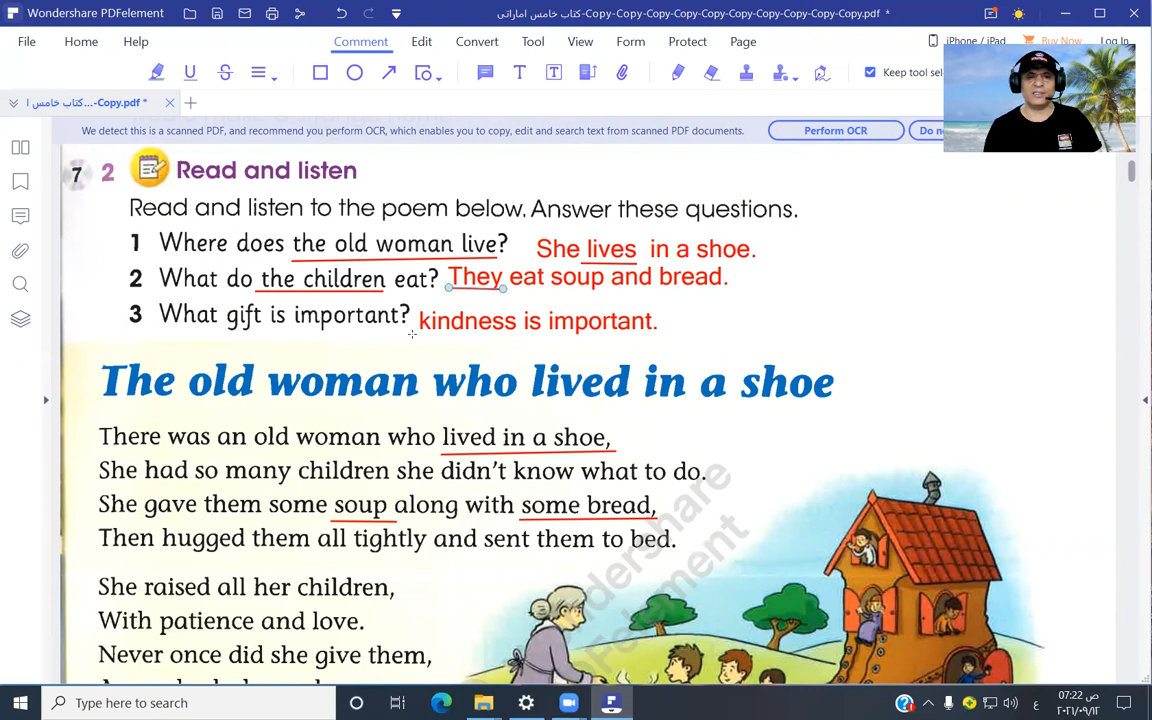 Wondershare PDFelement
كتاب خامس اماراتى-Copy-Copy-Copy-Copy-Copy-Copy-Copy-Copy.pdf *
File Home Help Comment Edit Convert Tool View Form Protect Page iPhone / iPad Buy Now Log In
Keep tool sel
كتاب خامس ا...-Copy.pdf *
We detect this is a scanned PDF, and recommend you perform OCR, which enables you to copy, edit and search text from scanned PDF documents. Perform OCR Do no
7 2 Read and listen
Read and listen to the poem below. Answer these questions.
1 Where does the old woman live? She lives in a shoe.
2 What do the children eat? They eat soup and bread.
3 What gift is important? kindness is important.
The old woman who lived in a shoe
There was an old woman who lived in a shoe,
She had so many children she didn't know what to do.
She gave them some soup along with some bread,
Then hugged them all tightly and sent them to bed.
She raised all her children,
With patience and love.
Never once did she give them,
Wondershare
PDFelement
Type here to search
ع
07:22 ص
٢٠٢١/٠٩/١٢